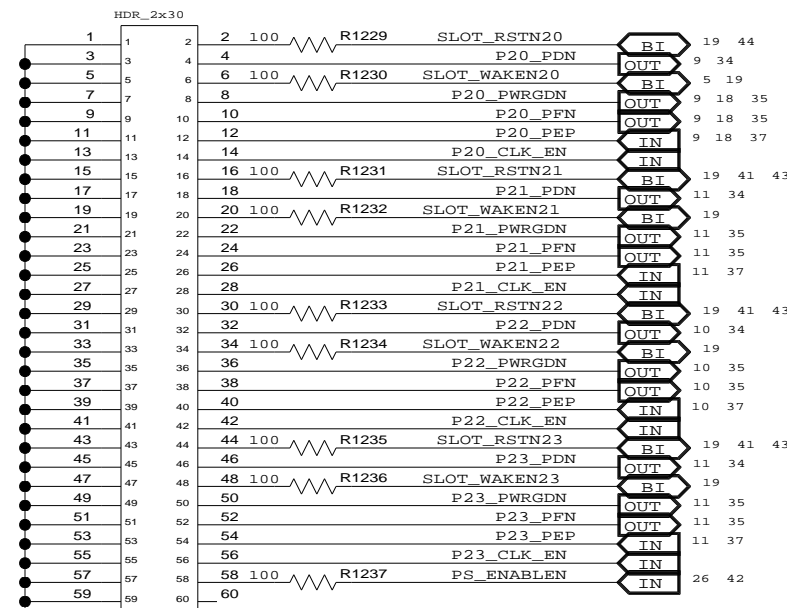 HDR_2x30
1 1 2 2 100 R1229 SLOT_RSTN20 BI 19 44
3 3 4 4 P20_PDN OUT 9 34
5 5 6 6 100 R1230 SLOT_WAKEN20 BI 5 19
7 7 8 8 P20_PWRGDN OUT 9 18 35
9 9 10 10 P20_PFN OUT 9 18 35
11 11 12 12 P20_PEP IN 9 18 37
13 13 14 14 P20_CLK_EN IN
15 15 16 16 100 R1231 SLOT_RSTN21 BI 19 41 43
17 17 18 18 P21_PDN OUT 11 34
19 19 20 20 100 R1232 SLOT_WAKEN21 BI 19
21 21 22 22 P21_PWRGDN OUT 11 35
23 23 24 24 P21_PFN OUT 11 35
25 25 26 26 P21_PEP IN 11 37
27 27 28 28 P21_CLK_EN IN
29 29 30 30 100 R1233 SLOT_RSTN22 BI 19 41 43
31 31 32 32 P22_PDN OUT 10 34
33 33 34 34 100 R1234 SLOT_WAKEN22 BI 19
35 35 36 36 P22_PWRGDN OUT 10 35
37 37 38 38 P22_PFN OUT 10 35
39 39 40 40 P22_PEP IN 10 37
41 41 42 42 P22_CLK_EN IN
43 43 44 44 100 R1235 SLOT_RSTN23 BI 19 41 43
45 45 46 46 P23_PDN OUT 11 34
47 47 48 48 100 R1236 SLOT_WAKEN23 BI 19
49 49 50 50 P23_PWRGDN OUT 11 35
51 51 52 52 P23_PFN OUT 11 35
53 53 54 54 P23_PEP IN 11 37
55 55 56 56 P23_CLK_EN IN
57 57 58 58 100 R1237 PS_ENABLEN IN 26 42
59 59 60 60